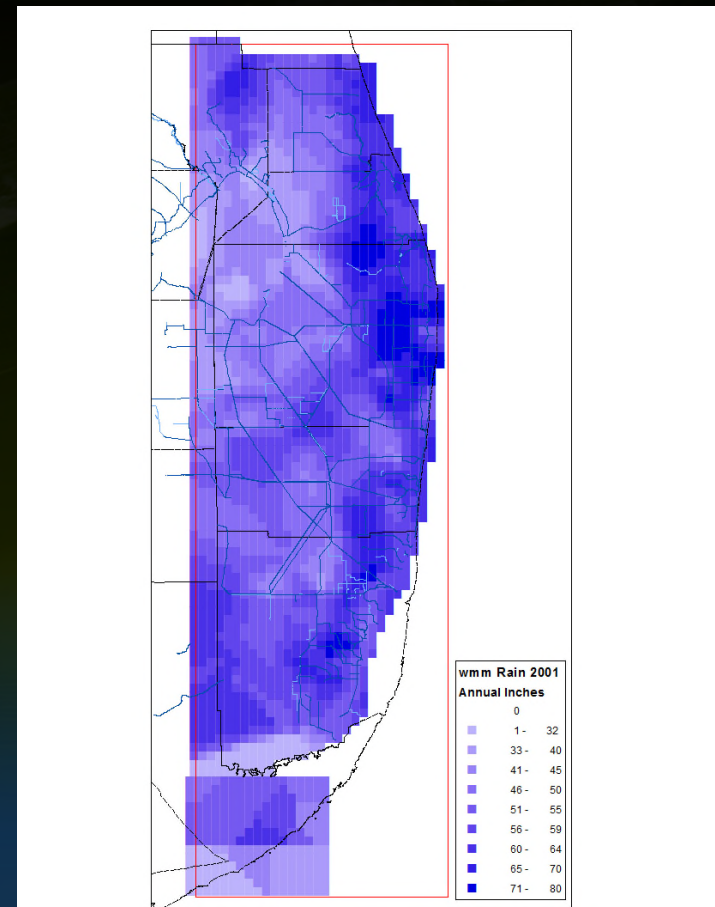 wmm Rain 2001
Annual Inches
0
1 - 32
33 - 40
41 - 45
46 - 50
51 - 55
56 - 59
60 - 64
65 - 70
71 - 80